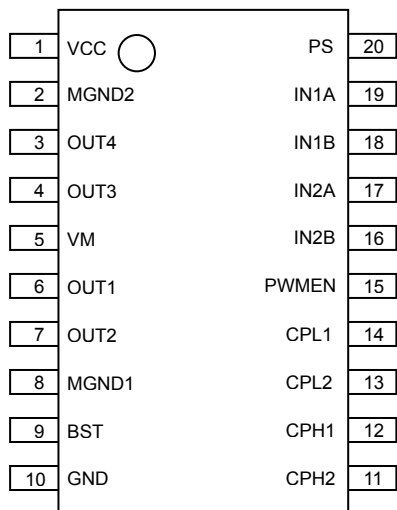 1 VCC PS 20
2 MGND2 IN1A 19
3 OUT4 IN1B 18
4 OUT3 IN2A 17
5 VM IN2B 16
6 OUT1 PWMEN 15
7 OUT2 CPL1 14
8 MGND1 CPL2 13
9 BST CPH1 12
10 GND CPH2 11